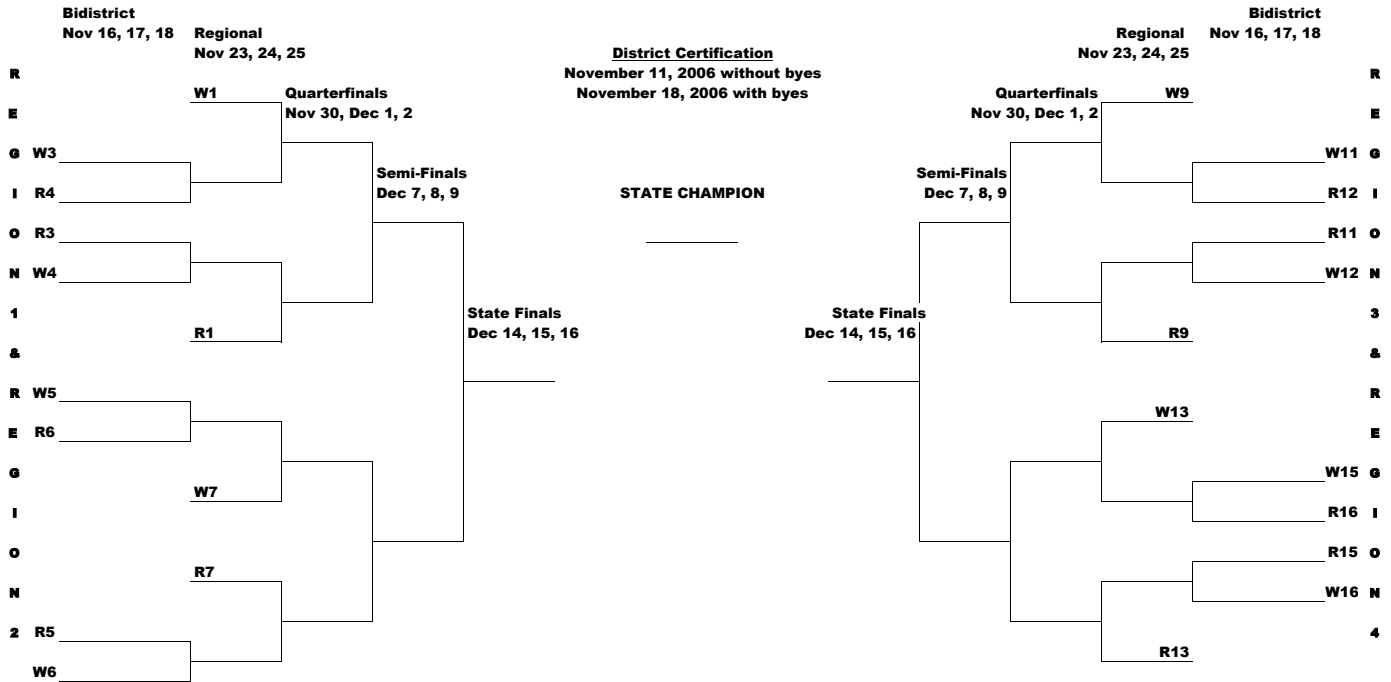 Bidistrict
Nov 16, 17, 18
Regional
Nov 23, 24, 25
Quarterfinals
Nov 30, Dec 1, 2
Semi-Finals
Dec 7, 8, 9
State Finals
Dec 14, 15, 16
REGION 1 & REGION 2
W1
W3
R4
R3
W4
R1
W5
R6
W7
R7
R5
W6
District Certification
November 11, 2006 without byes
November 18, 2006 with byes
STATE CHAMPION
Bidistrict
Nov 16, 17, 18
Regional
Nov 23, 24, 25
Quarterfinals
Nov 30, Dec 1, 2
Semi-Finals
Dec 7, 8, 9
State Finals
Dec 14, 15, 16
W9
W11
R12
R11
W12
R9
W13
W15
R16
R15
W16
R13
REGION 3 & REGION 4